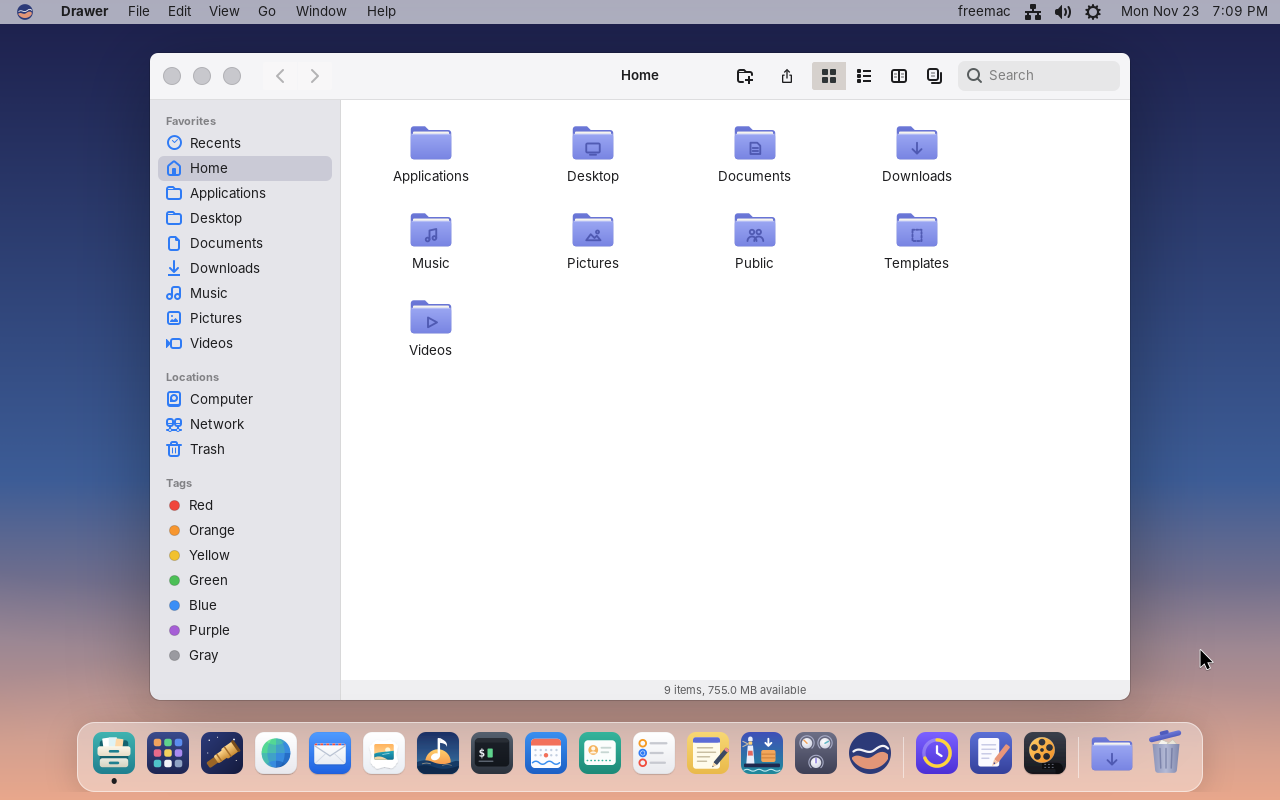 Drawer File Edit View Go Window Help freemac Mon Nov 23 7:09 PM
Home
Search
Favorites
Recents
Home
Applications
Desktop
Documents
Downloads
Music
Pictures
Videos
Locations
Computer
Network
Trash
Tags
Red
Orange
Yellow
Green
Blue
Purple
Gray
Applications Desktop Documents Downloads
Music Pictures Public Templates
Videos
9 items, 755.0 MB available
$